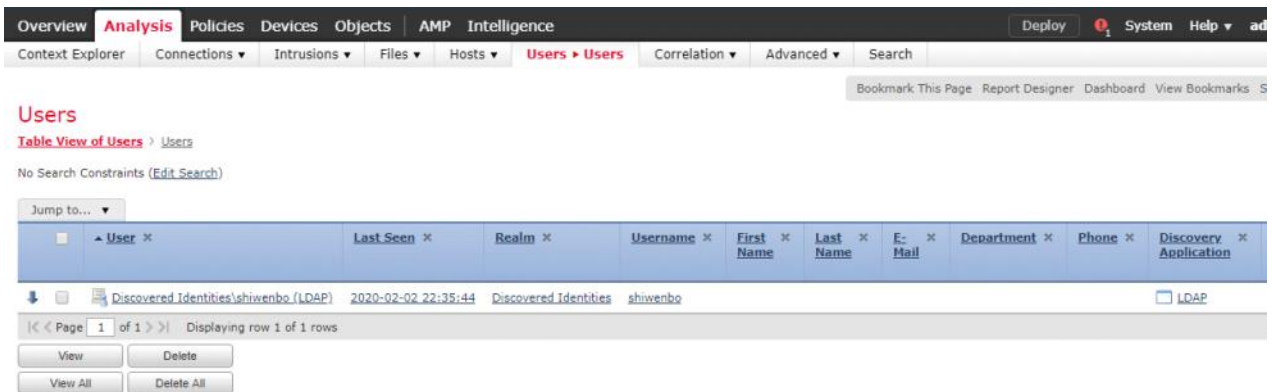 Overview Analysis Policies Devices Objects AMP Intelligence Deploy 1 System Help ▾
Context Explorer Connections ▾ Intrusions ▾ Files ▾ Hosts ▾ Users ▸ Users Correlation ▾ Advanced ▾ Search
Bookmark This Page Report Designer Dashboard View Bookmarks S
Users
Table View of Users > Users
No Search Constraints (Edit Search)
Jump to... ▼
▲ User × Last Seen × Realm × Username × First Name × Last Name × E-Mail × Department × Phone × Discovery Application ×
Discovered Identities\shiwenbo (LDAP) 2020-02-02 22:35:44 Discovered Identities shiwenbo LDAP
|< < Page 1 of 1 > >| Displaying row 1 of 1 rows
View Delete
View All Delete All